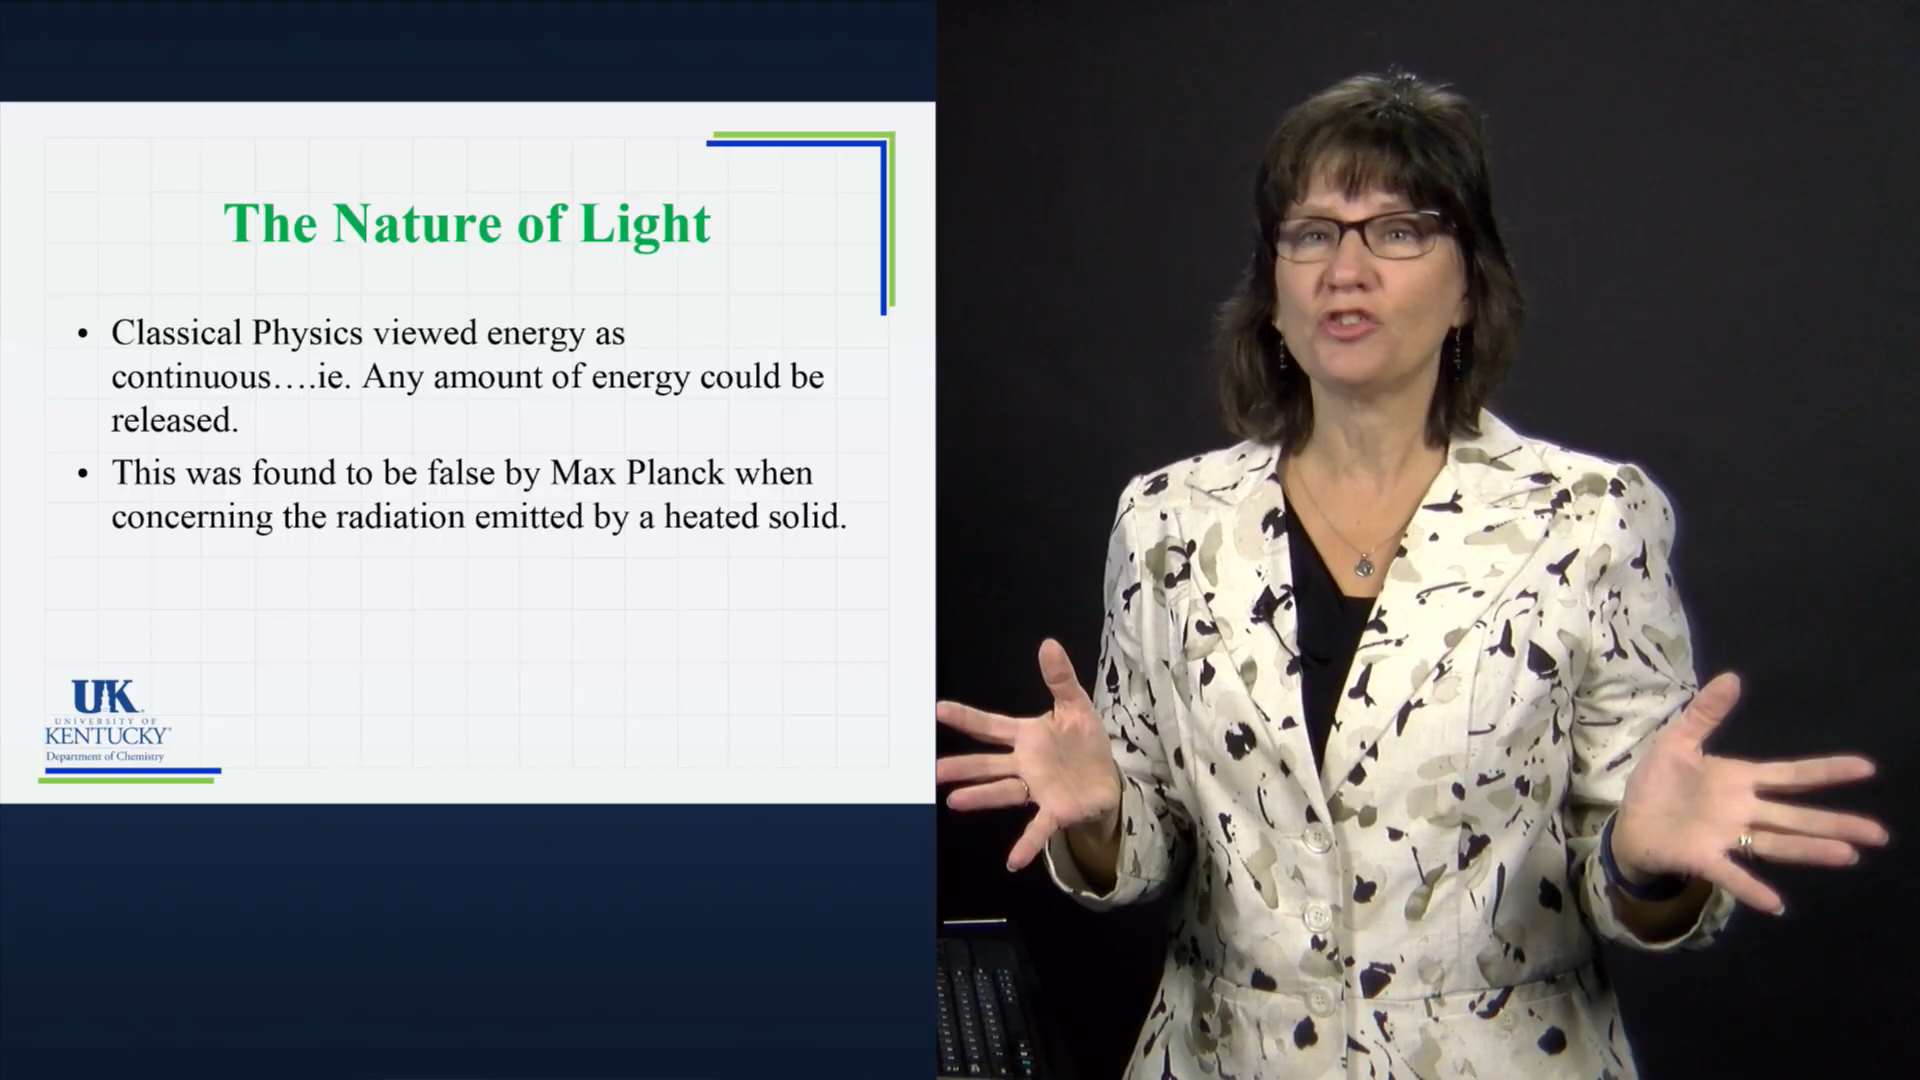 The Nature of Light
• Classical Physics viewed energy as
continuous….ie. Any amount of energy could be
released.
• This was found to be false by Max Planck when
concerning the radiation emitted by a heated solid.
UK
UNIVERSITY OF
KENTUCKY
Department of Chemistry